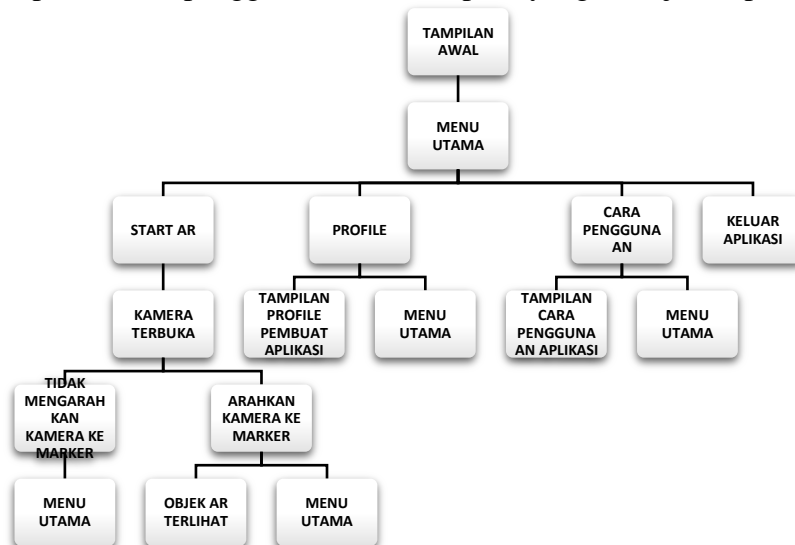 TAMPILAN
AWAL
MENU
UTAMA
START AR
PROFILE
CARA
PENGGUNA
AN
KELUAR
APLIKASI
KAMERA
TERBUKA
TAMPILAN
PROFILE
PEMBUAT
APLIKASI
MENU
UTAMA
TAMPILAN
CARA
PENGGUNA
AN APLIKASI
MENU
UTAMA
TIDAK
MENGARAH
KAN
KAMERA KE
MARKER
ARAHKAN
KAMERA KE
MARKER
MENU
UTAMA
OBJEK AR
TERLIHAT
MENU
UTAMA